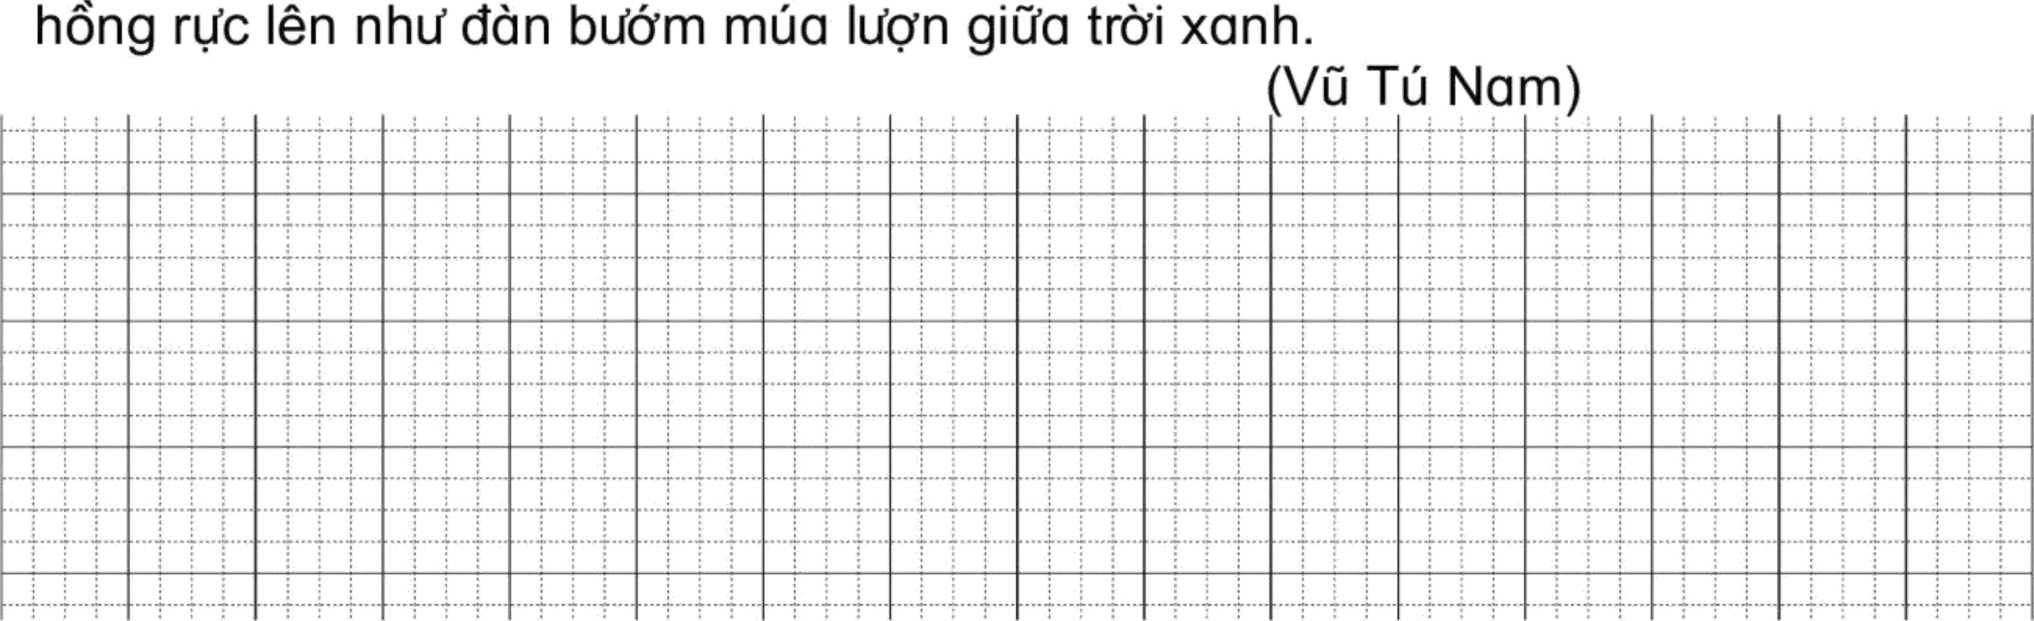 hồng rực lên như đàn bướm múa lượn giữa trời xanh.
(Vũ Tú Nam)